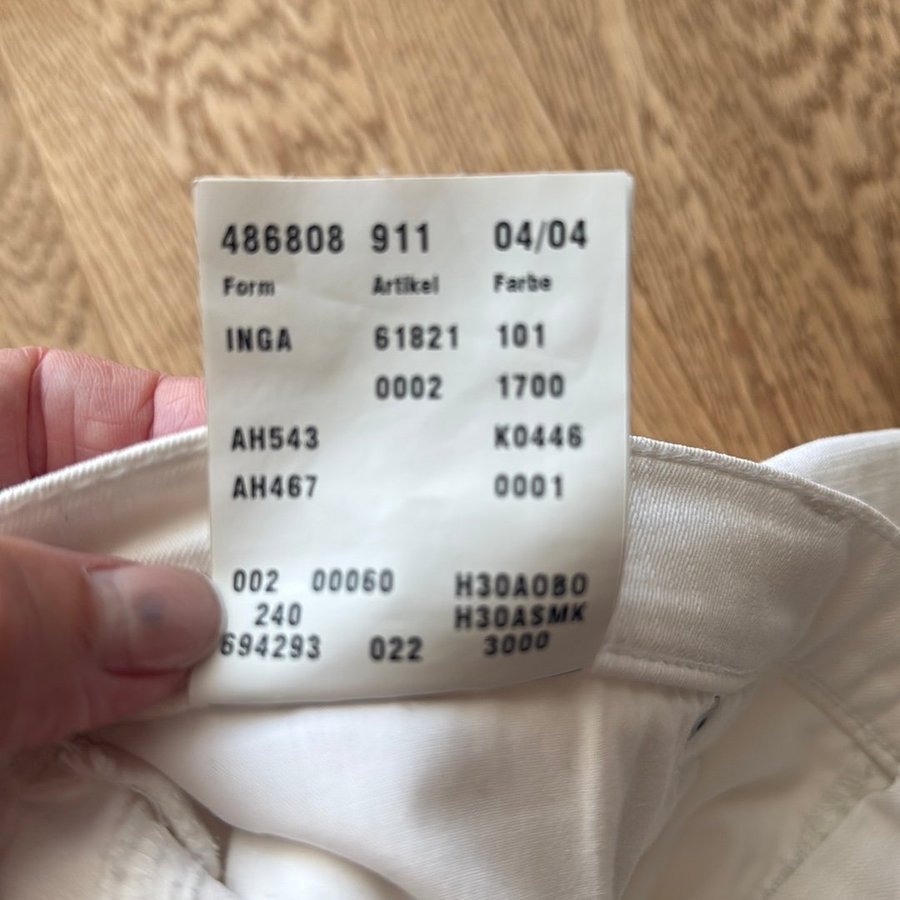 486808 911 04/04
Form Artikel Farbe
INGA 61821 101
0002 1700
AH543 K0446
AH467 0001
002 00060 H30AOBO
240 H30ASMK
694293 022 3000